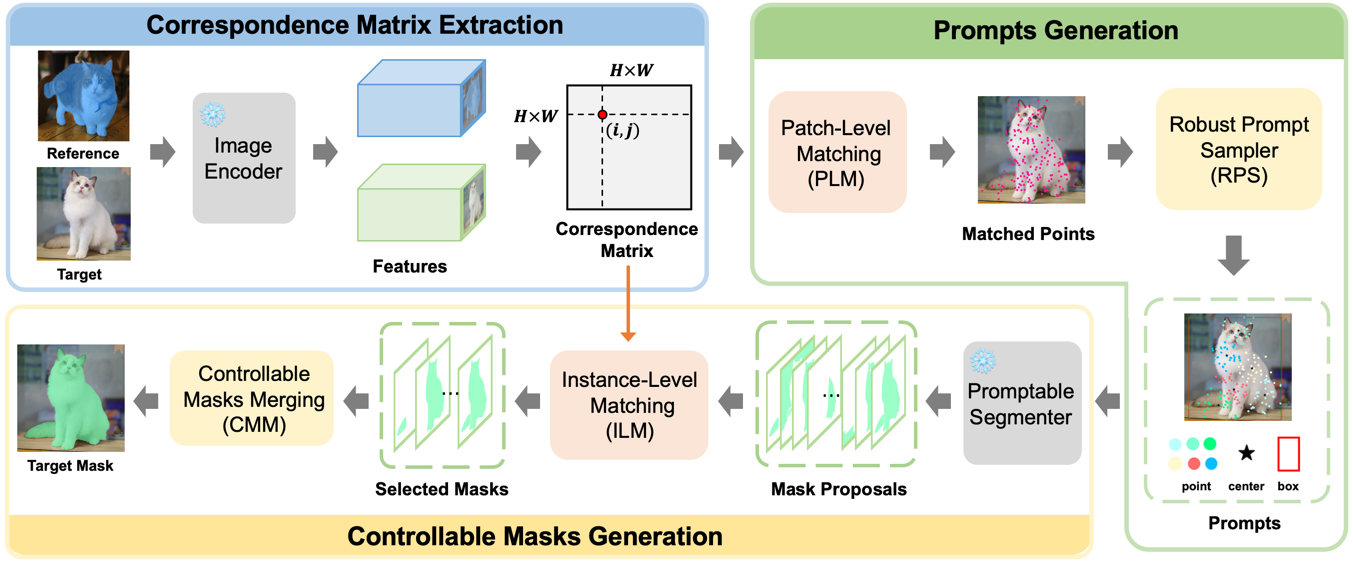 Correspondence Matrix Extraction
Reference
Target
Image
Encoder
Features
H×W
H×W
(i,j)
Correspondence
Matrix
Prompts Generation
Patch-Level
Matching
(PLM)
Matched Points
Robust Prompt
Sampler
(RPS)
point
center
box
Prompts
Promptable
Segmenter
...
Mask Proposals
Instance-Level
Matching
(ILM)
...
Selected Masks
Controllable
Masks Merging
(CMM)
Target Mask
Controllable Masks Generation